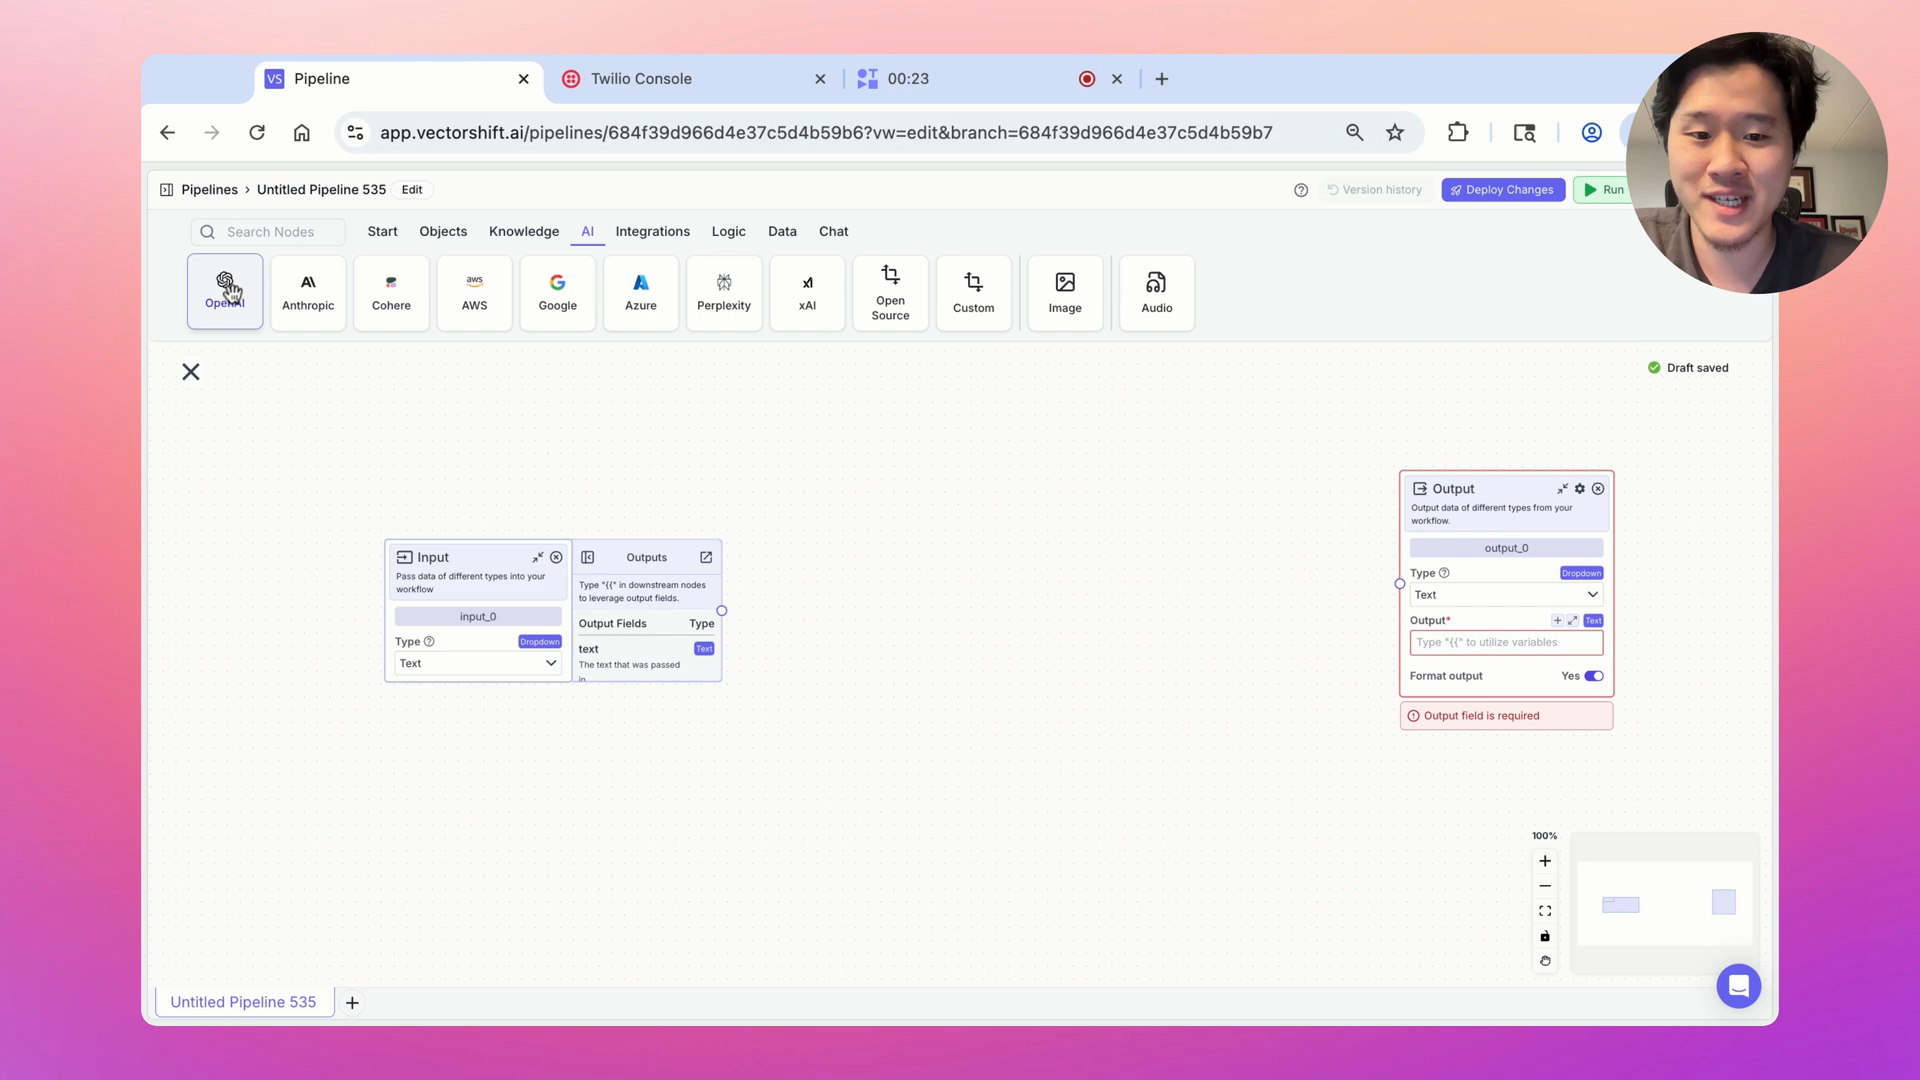 VS Pipeline
Twilio Console
00:23
app.vectorshift.ai/pipelines/684f39d966d4e37c5d4b59b6?vw=edit&branch=684f39d966d4e37c5d4b59b7
Pipelines › Untitled Pipeline 535 Edit
Version history
Deploy Changes
Run
Search Nodes
Start
Objects
Knowledge
AI
Integrations
Logic
Data
Chat
OpenAI
Anthropic
Cohere
aws
AWS
Google
Azure
Perplexity
xAI
Open
Source
Custom
Image
Audio
Draft saved
Input
Pass data of different types into your
workflow
input_0
Type
Dropdown
Text
Outputs
Type "{{" in downstream nodes
to leverage output fields.
Output Fields Type
text Text
The text that was passed
in
Output
Output data of different types from your
workflow.
output_0
Type
Dropdown
Text
Output*
Text
Type "{{" to utilize variables
Format output Yes
Output field is required
100%
Untitled Pipeline 535